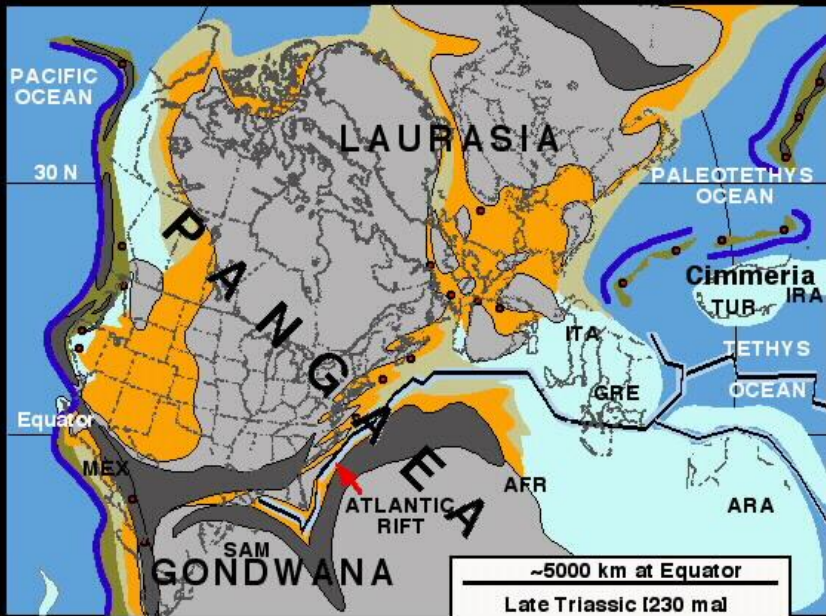 PACIFIC
OCEAN
LAURASIA
30 N
PALEOTETHYS
OCEAN
PANGAEA
Cimmeria
TUR
IRA
ITA
TETHYS
OCEAN
GRE
Equator
MEX
AFR
ARA
ATLANTIC
RIFT
SAM
GONDWANA
~5000 km at Equator
Late Triassic [230 ma]